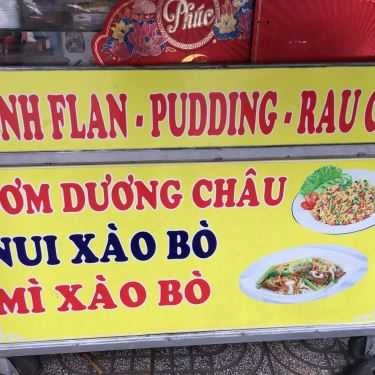 Phúc
NH FLAN - PUDDING - RAU C
ƠM DƯƠNG CHÂU
NUI XÀO BÒ
MÌ XÀO BÒ